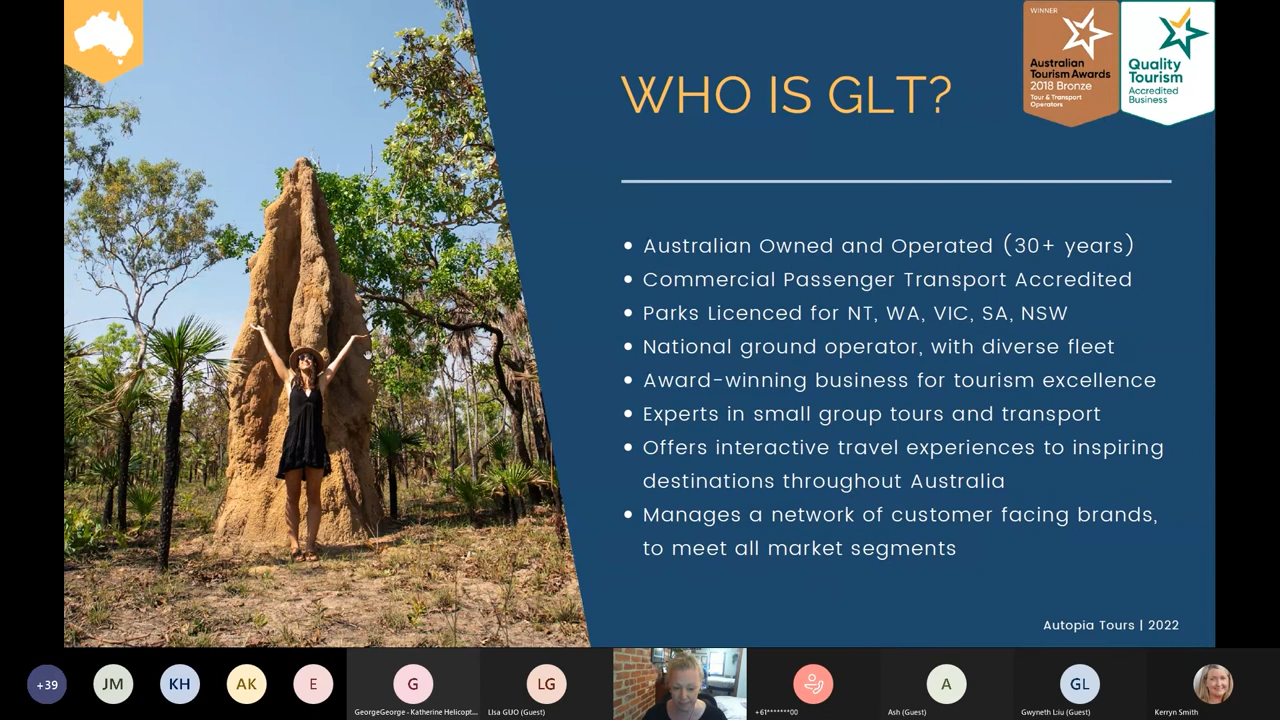 WHO IS GLT?
WINNER
Australian
Tourism Awards
2018 Bronze
Tour & Transport
Operators
Quality
Tourism
Accredited
Business
Australian Owned and Operated (30+ years)
Commercial Passenger Transport Accredited
Parks Licenced for NT, WA, VIC, SA, NSW
National ground operator, with diverse fleet
Award-winning business for tourism excellence
Experts in small group tours and transport
Offers interactive travel experiences to inspiring
destinations throughout Australia
Manages a network of customer facing brands,
to meet all market segments
Autopia Tours | 2022
+39
JM
KH
AK
E
G
GeorgeGeorge - Katherine Helicopt...
LG
LIsa GUO (Guest)
+61*******00
A
Ash (Guest)
GL
Gwyneth Liu (Guest)
Kerryn Smith